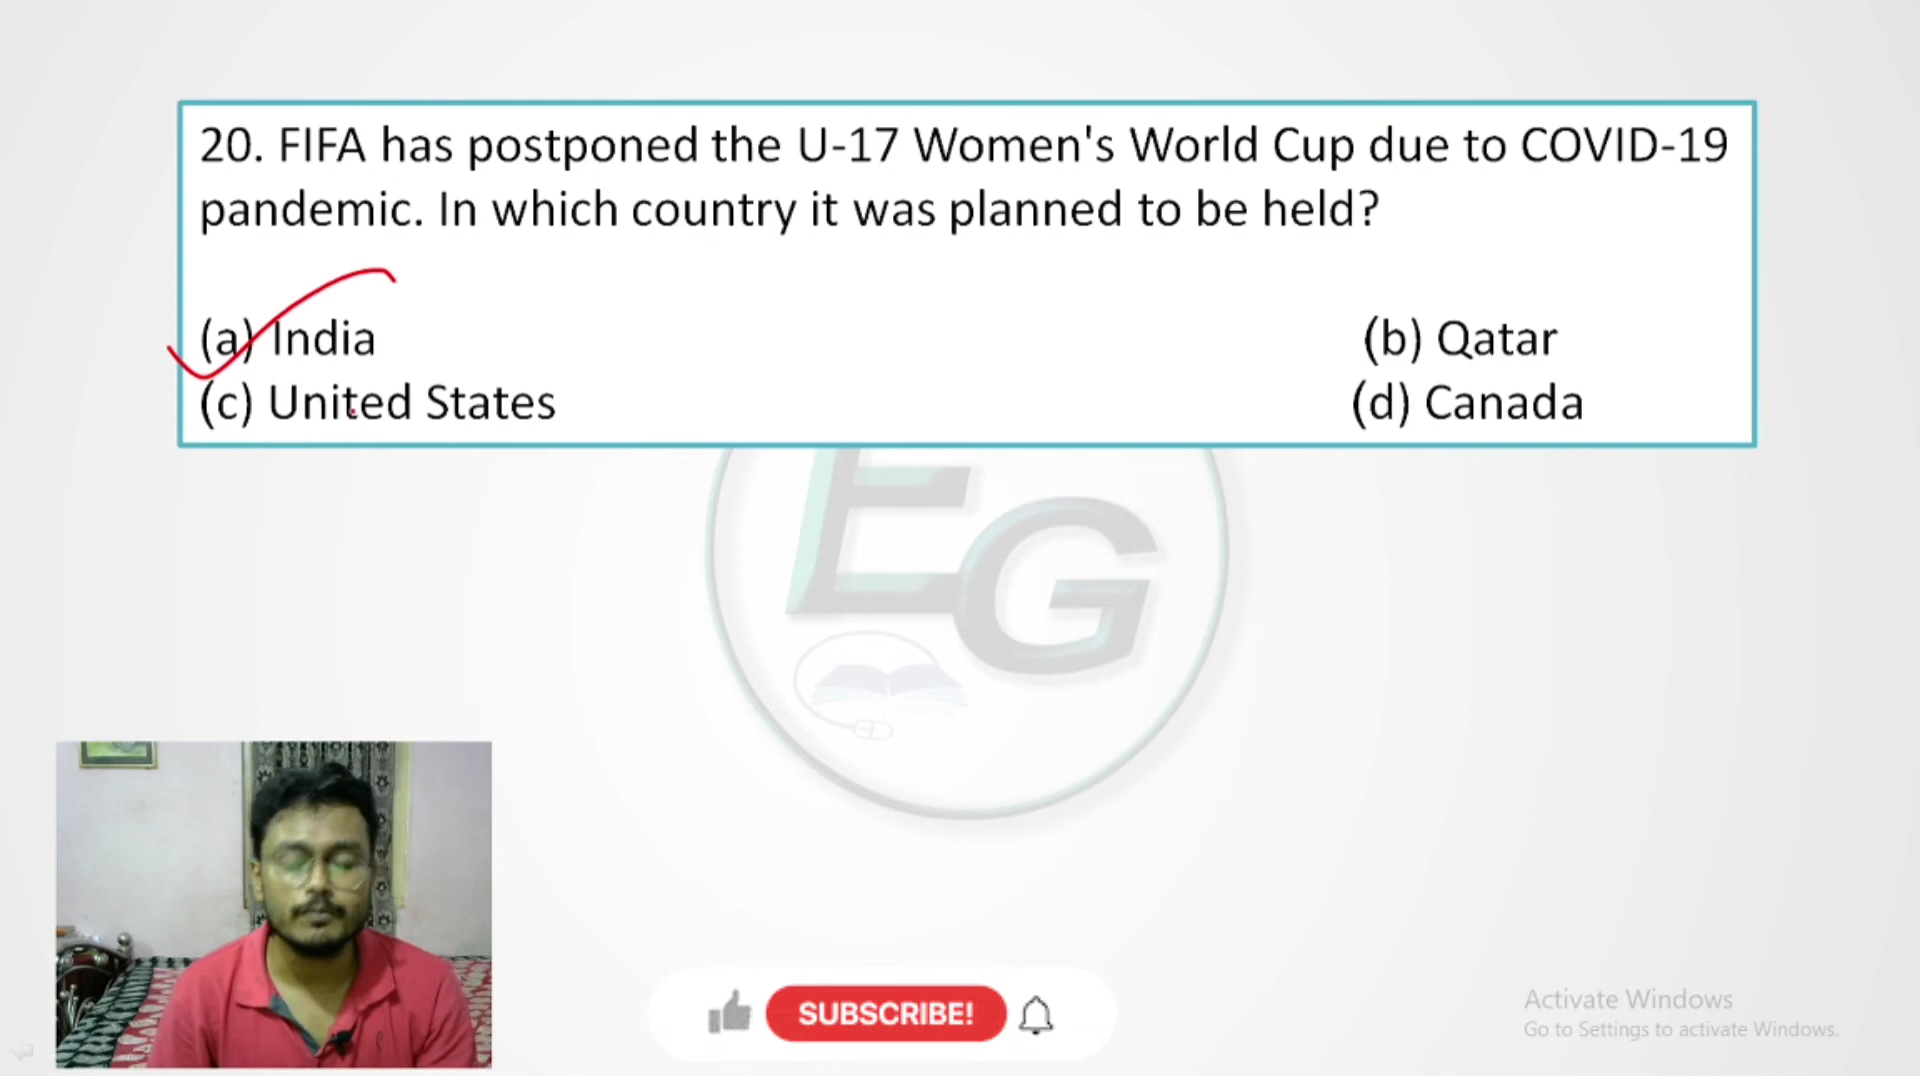 20. FIFA has postponed the U-17 Women's World Cup due to COVID-19
pandemic. In which country it was planned to be held?
(a) India (b) Qatar
(c) United States (d) Canada
EG
SUBSCRIBE!
Activate Windows
Go to Settings to activate Windows.